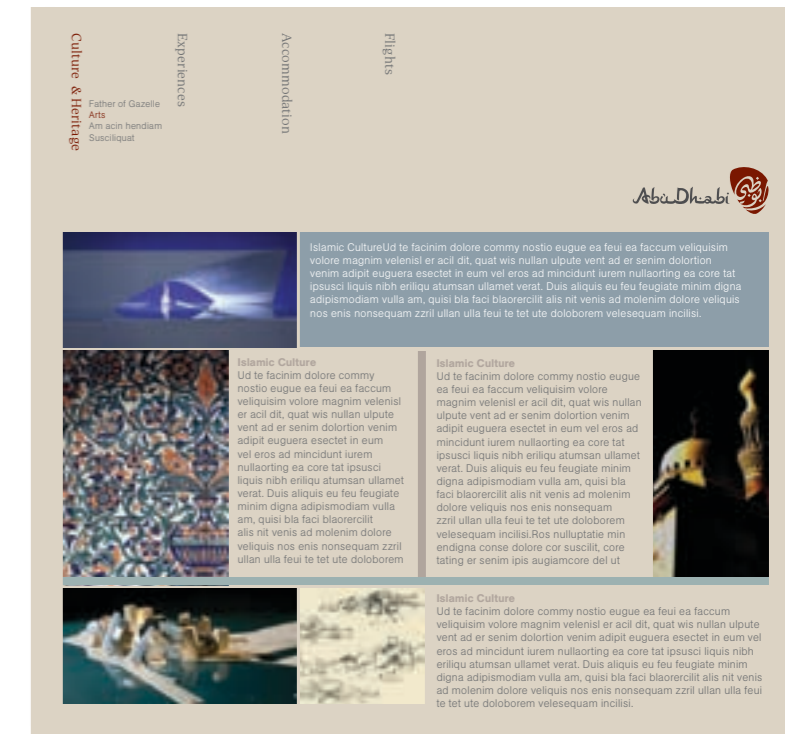 Culture & Heritage
Father of Gazelle
Arts
Am acin hendiam
Susciliquat
Experiences
Accommodation
Flights
Abu Dhabi
أبوظبي
Islamic CultureUd te facinim dolore commy nostio eugue ea feui ea faccum veliquisim
volore magnim velenisl er acil dit, quat wis nullan ulpute vent ad er senim dolortion
venim adipit euguera esectet in eum vel eros ad mincidunt iurem nullaorting ea core tat
ipsusci liquis nibh eriliqu atumsan ullamet verat. Duis aliquis eu feu feugiate minim digna
adipismodiam vulla am, quisi bla faci blaorercilit alis nit venis ad molenim dolore veliquis
nos enis nonsequam zzril ullan ulla feui te tet ute doloborem velesequam incilisi.
Islamic Culture
Ud te facinim dolore commy
nostio eugue ea feui ea faccum
veliquisim volore magnim velenisl
er acil dit, quat wis nullan ulpute
vent ad er senim dolortion venim
adipit euguera esectet in eum
vel eros ad mincidunt iurem
nullaorting ea core tat ipsusci
liquis nibh eriliqu atumsan ullamet
verat. Duis aliquis eu feu feugiate
minim digna adipismodiam vulla
am, quisi bla faci blaorercilit
alis nit venis ad molenim dolore
veliquis nos enis nonsequam zzril
ullan ulla feui te tet ute doloborem
Islamic Culture
Ud te facinim dolore commy nostio eugue
ea feui ea faccum veliquisim volore
magnim velenisl er acil dit, quat wis nullan
ulpute vent ad er senim dolortion venim
adipit euguera esectet in eum vel eros ad
mincidunt iurem nullaorting ea core tat
ipsusci liquis nibh eriliqu atumsan ullamet
verat. Duis aliquis eu feu feugiate minim
digna adipismodiam vulla am, quisi bla
faci blaorercilit alis nit venis ad molenim
dolore veliquis nos enis nonsequam
zzril ullan ulla feui te tet ute doloborem
velesequam incilisi.Ros nulluptatie min
endigna conse dolore cor suscilit, core
tating er senim ipis augiamcore del ut
Islamic Culture
Ud te facinim dolore commy nostio eugue ea feui ea faccum
veliquisim volore magnim velenisl er acil dit, quat wis nullan ulpute
vent ad er senim dolortion venim adipit euguera esectet in eum vel
eros ad mincidunt iurem nullaorting ea core tat ipsusci liquis nibh
eriliqu atumsan ullamet verat. Duis aliquis eu feu feugiate minim
digna adipismodiam vulla am, quisi bla faci blaorercilit alis nit venis
ad molenim dolore veliquis nos enis nonsequam zzril ullan ulla feui
te tet ute doloborem velesequam incilisi.